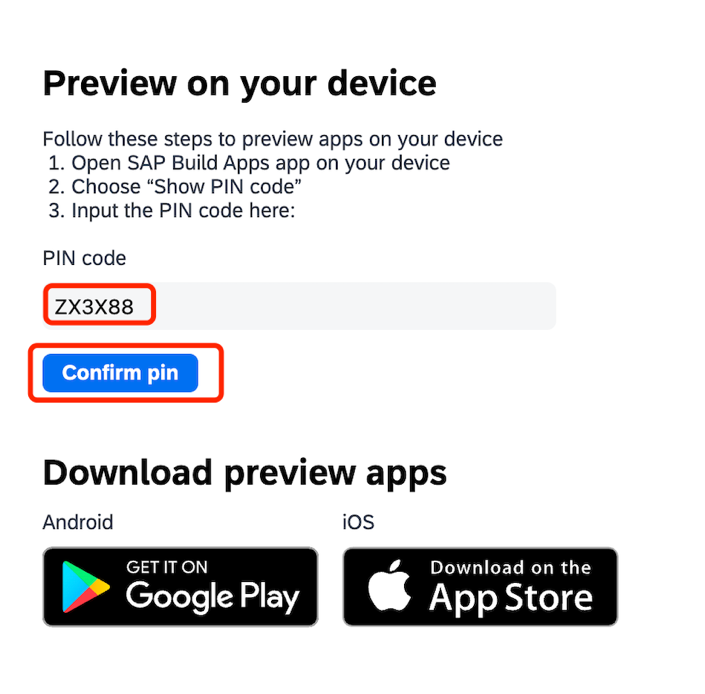 Preview on your device
Follow these steps to preview apps on your device
1. Open SAP Build Apps app on your device
2. Choose “Show PIN code”
3. Input the PIN code here:
PIN code
ZX3X88
Confirm pin
Download preview apps
Android
iOS
GET IT ON
Google Play
Download on the
App Store